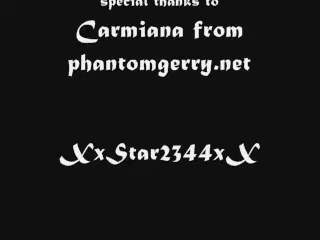 special thanks to
Carmiana from
phantomgerry.net
XxStar2344xX